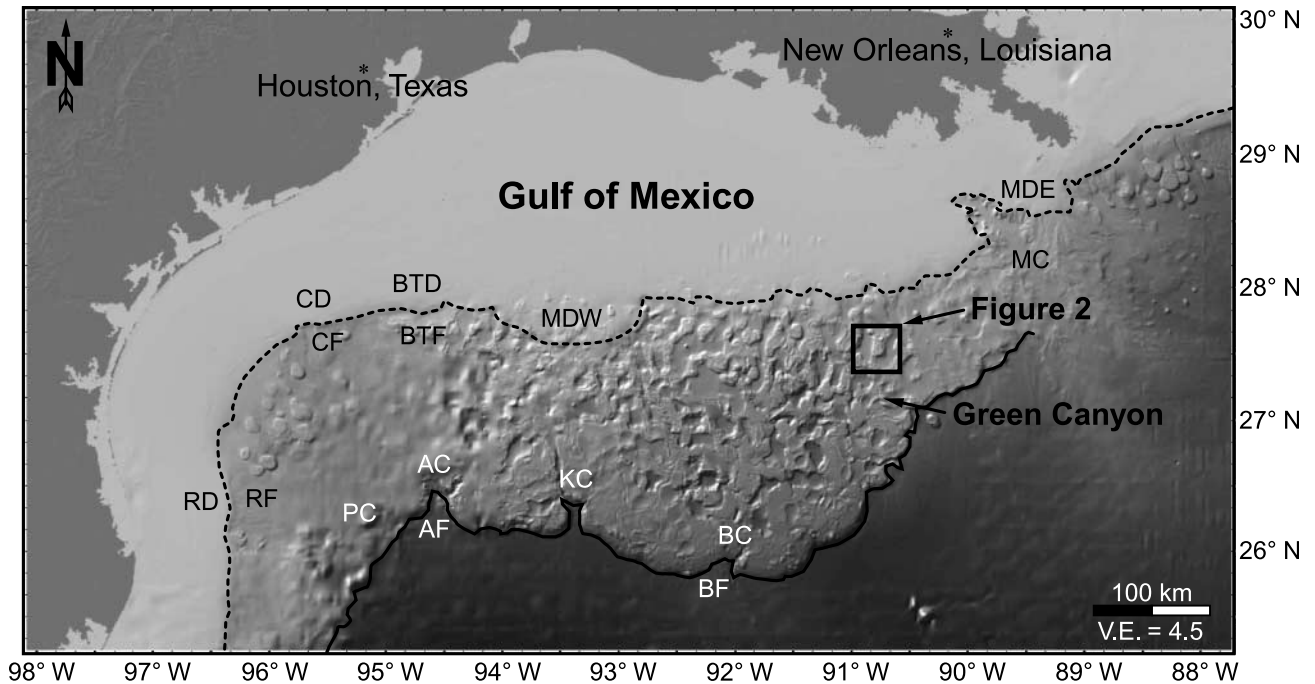 30° N
N
Houston, Texas
*
New Orleans, Louisiana
*
29° N
Gulf of Mexico
MDE
MC
28° N
CD
BTD
CF
BTF
MDW
Figure 2
27° N
Green Canyon
RD
RF
AC
KC
PC
AF
BC
BF
26° N
100 km
V.E. = 4.5
98° W 97° W 96° W 95° W 94° W 93° W 92° W 91° W 90° W 89° W 88° W